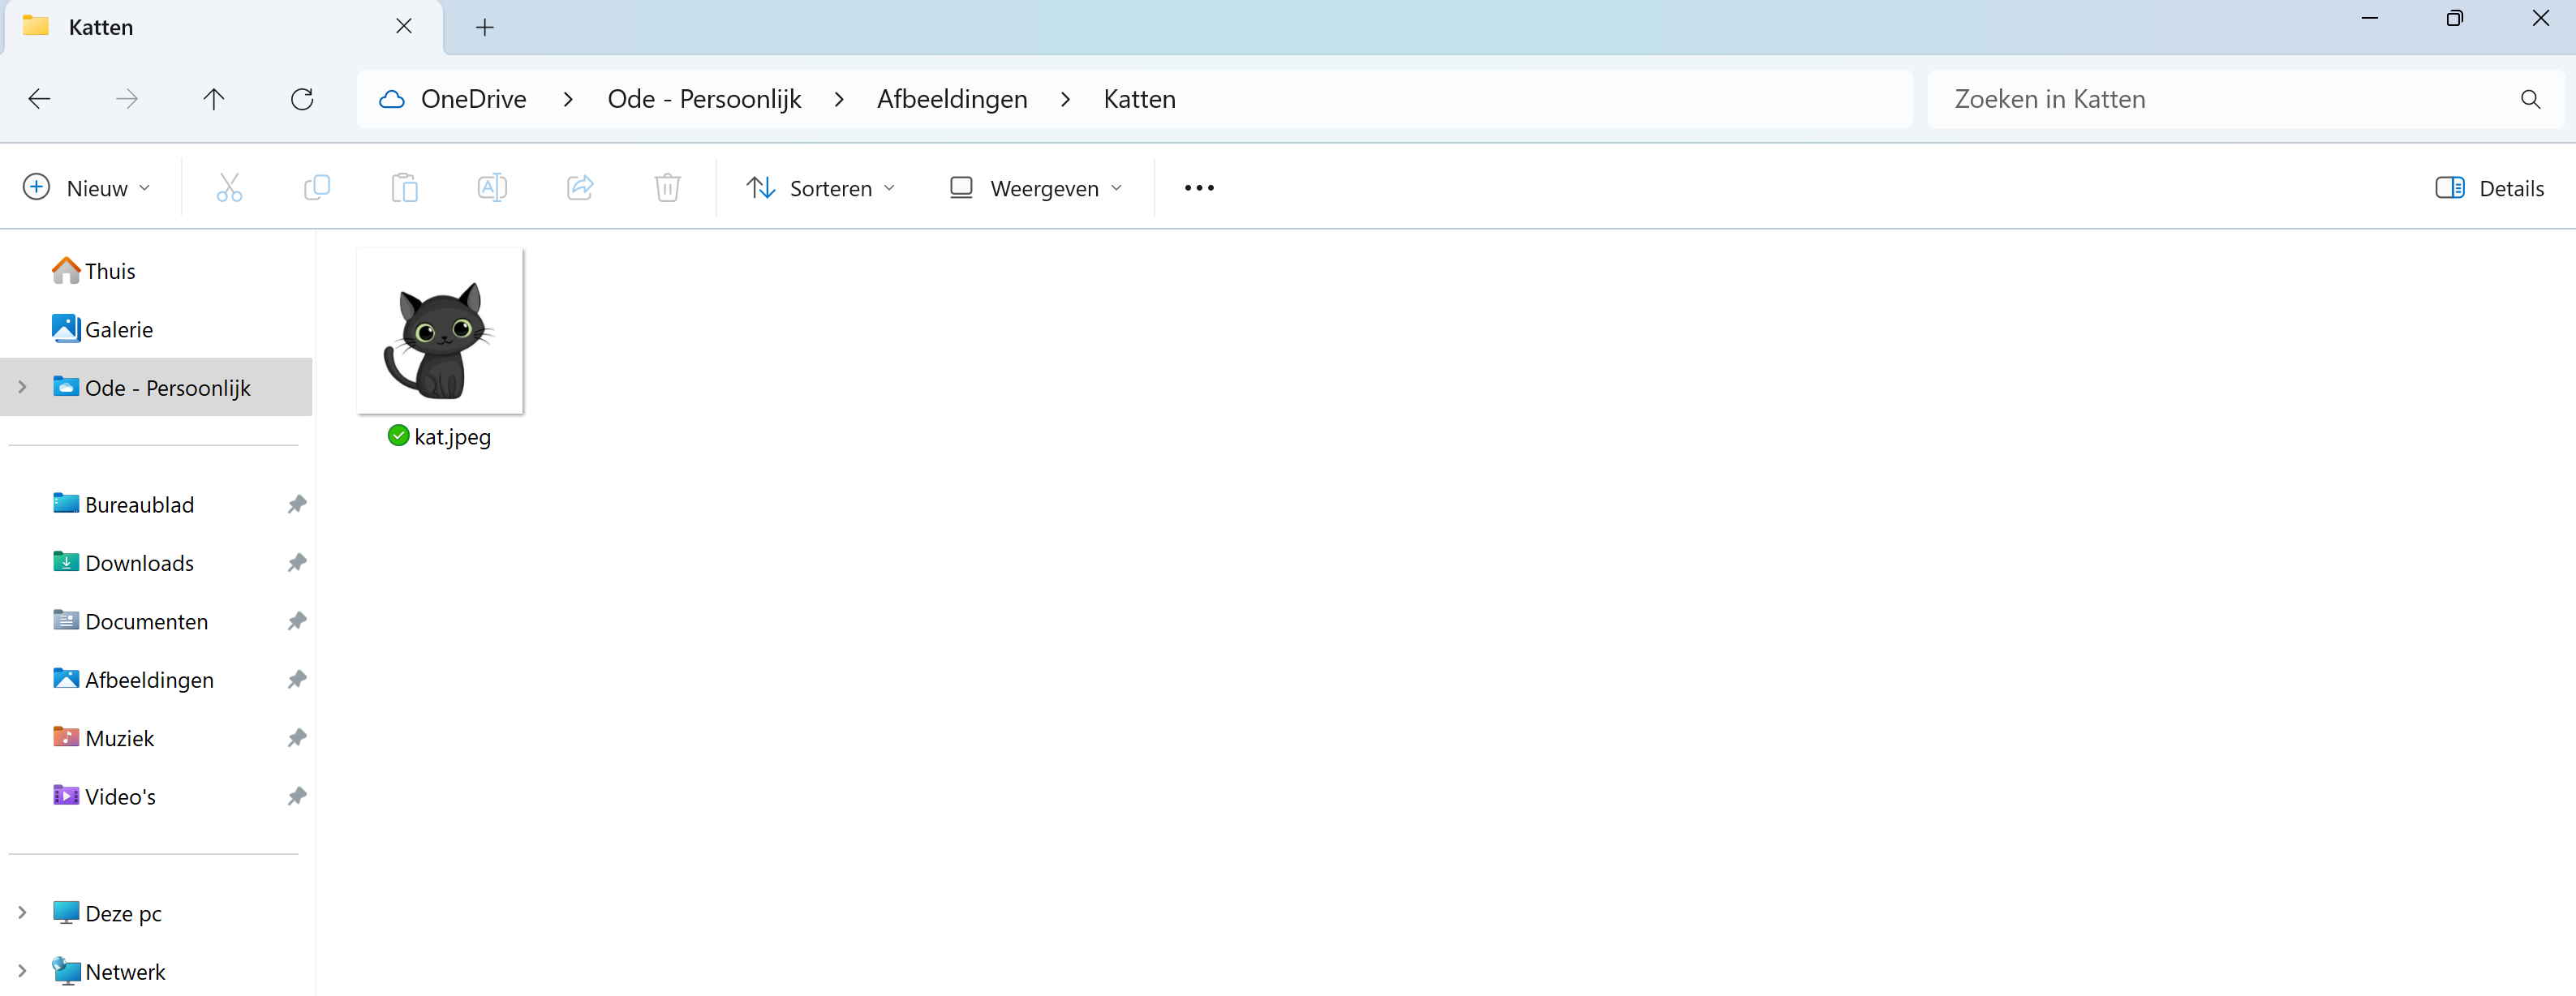 Katten
OneDrive > Ode - Persoonlijk > Afbeeldingen > Katten
Zoeken in Katten
Nieuw
Sorteren
Weergeven
Details
Thuis
Galerie
Ode - Persoonlijk
Bureaublad
Downloads
Documenten
Afbeeldingen
Muziek
Video's
Deze pc
Netwerk
kat.jpeg